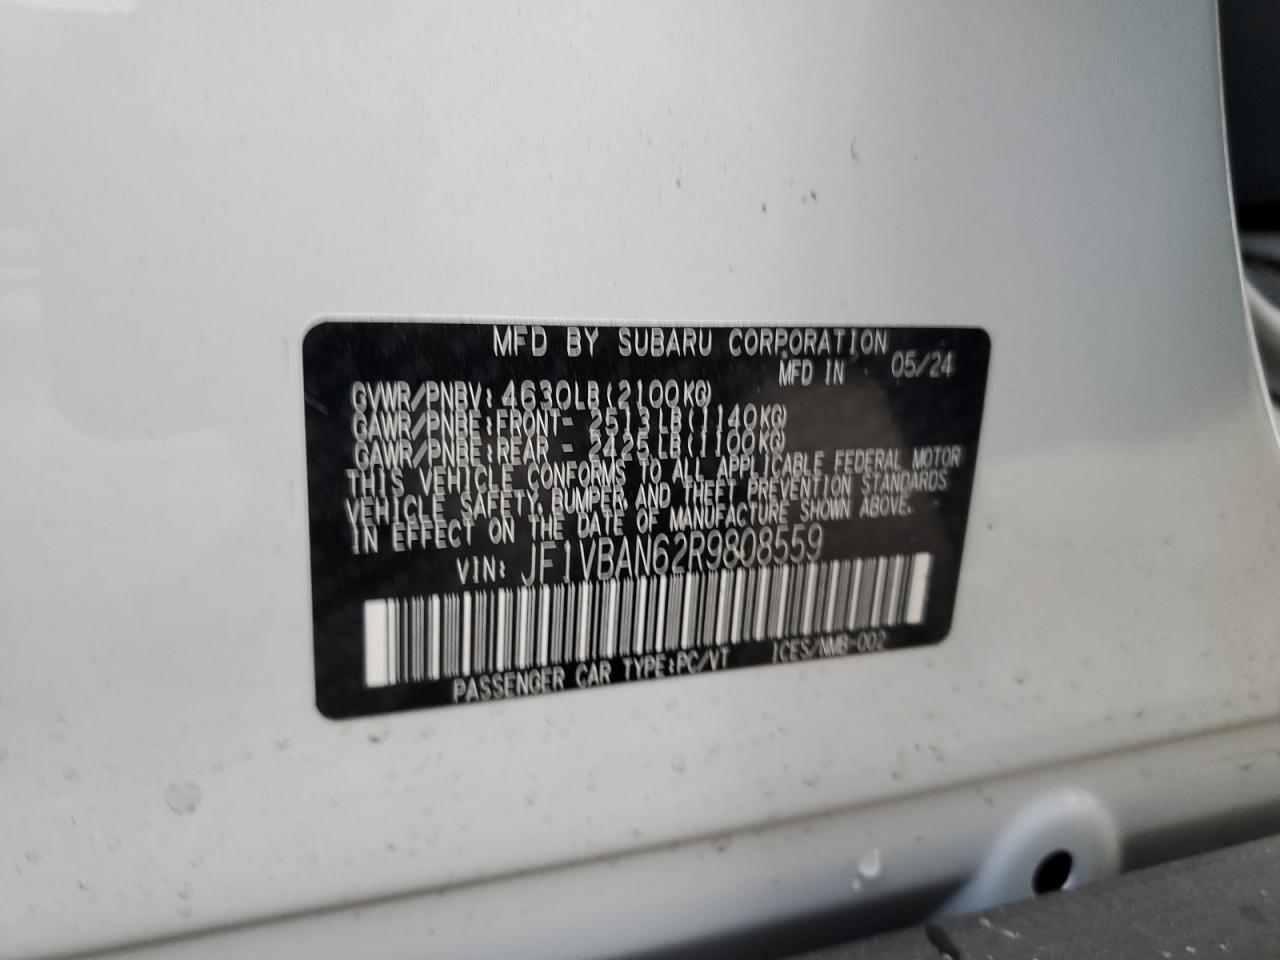 MFD BY SUBARU CORPORATION
MFD IN 05/24
GVWR/PNBV: 4630LB(2100KG)
GAWR/PNBE:FRONT- 2513LB(1140KG)
GAWR/PNBE:REAR - 2425LB(1100KG)
THIS VEHICLE CONFORMS TO ALL APPLICABLE FEDERAL MOTOR
VEHICLE SAFETY, BUMPER, AND THEFT PREVENTION STANDARDS
IN EFFECT ON THE DATE OF MANUFACTURE SHOWN ABOVE.
VIN: JF1VBAN62R9808559
PASSENGER CAR TYPE:PC/VT ICES/NMB-002